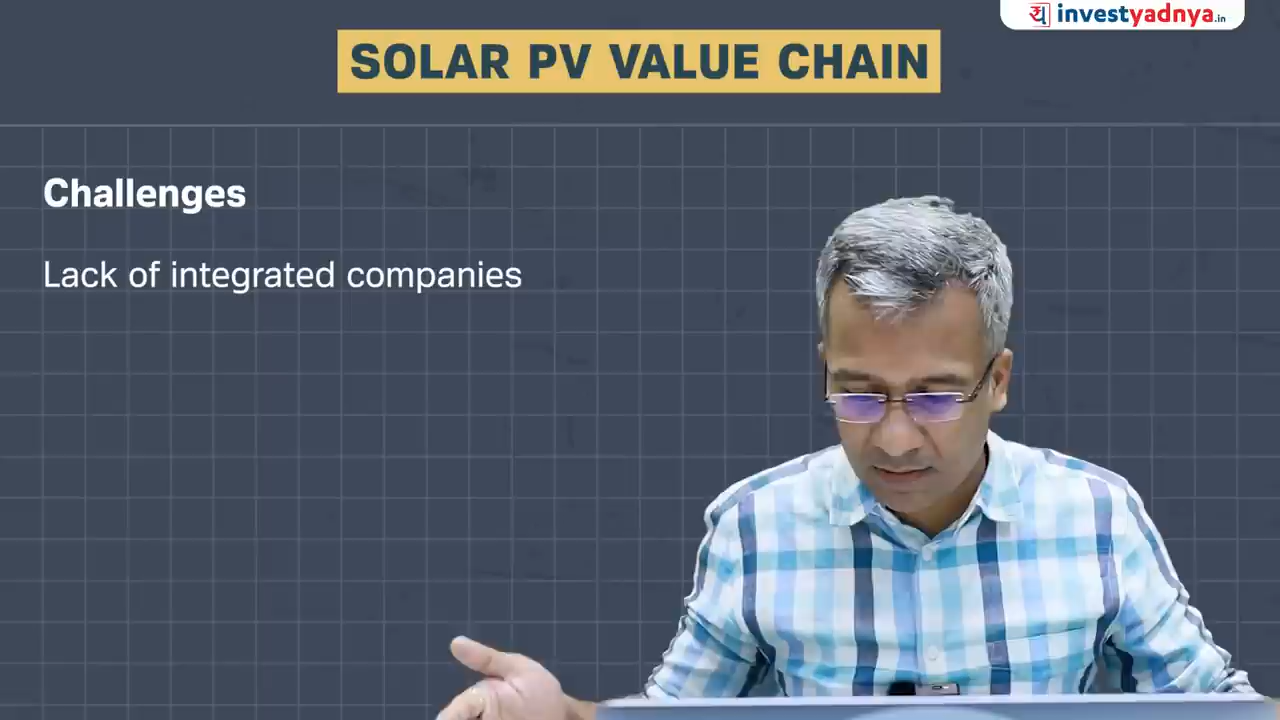 investyadnya.in
SOLAR PV VALUE CHAIN
Challenges
Lack of integrated companies